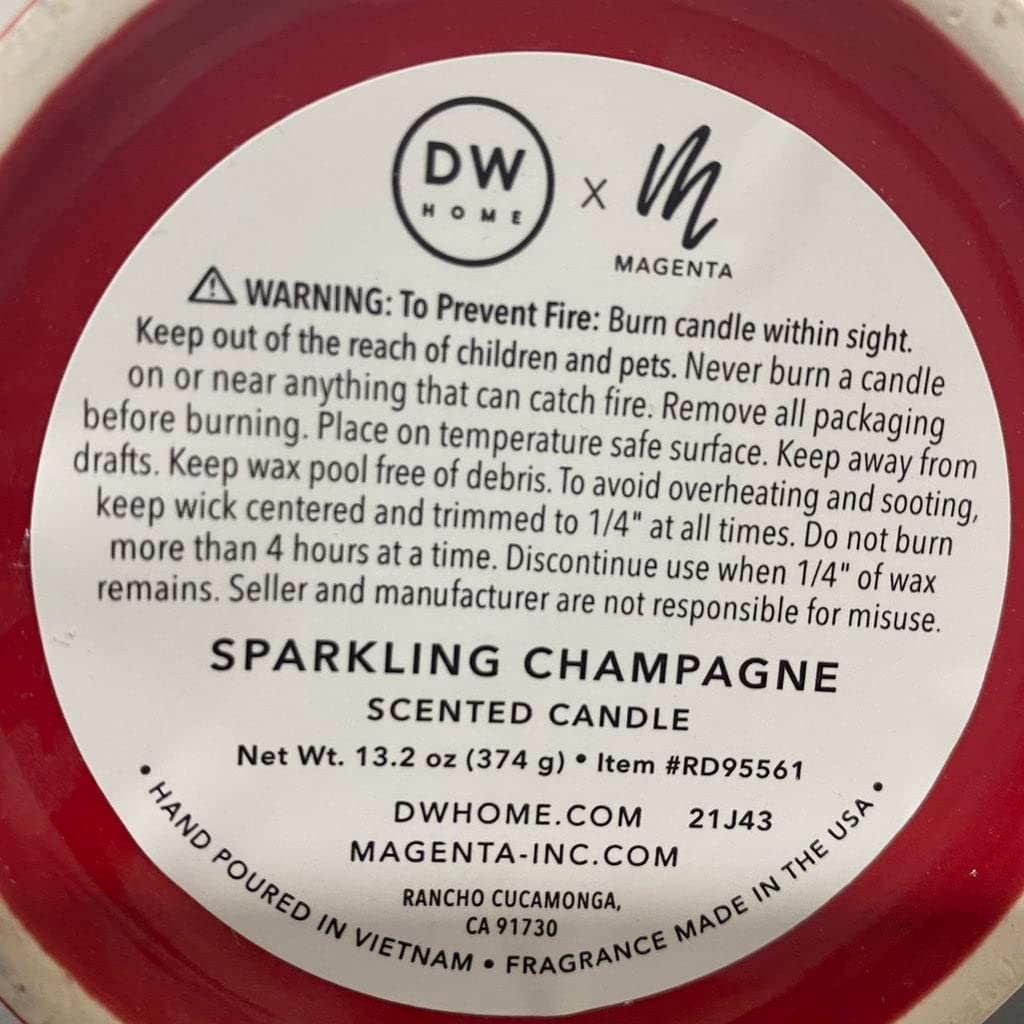 DW
HOME
X
M
MAGENTA
WARNING: To Prevent Fire: Burn candle within sight.
Keep out of the reach of children and pets. Never burn a candle
on or near anything that can catch fire. Remove all packaging
before burning. Place on temperature safe surface. Keep away from
drafts. Keep wax pool free of debris. To avoid overheating and sooting,
keep wick centered and trimmed to 1/4" at all times. Do not burn
more than 4 hours at a time. Discontinue use when 1/4" of wax
remains. Seller and manufacturer are not responsible for misuse.
SPARKLING CHAMPAGNE
SCENTED CANDLE
Net Wt. 13.2 oz (374 g) • Item #RD95561
DWHOME.COM 21J43
MAGENTA-INC.COM
RANCHO CUCAMONGA,
CA 91730
• HAND POURED IN VIETNAM • FRAGRANCE MADE IN THE USA •